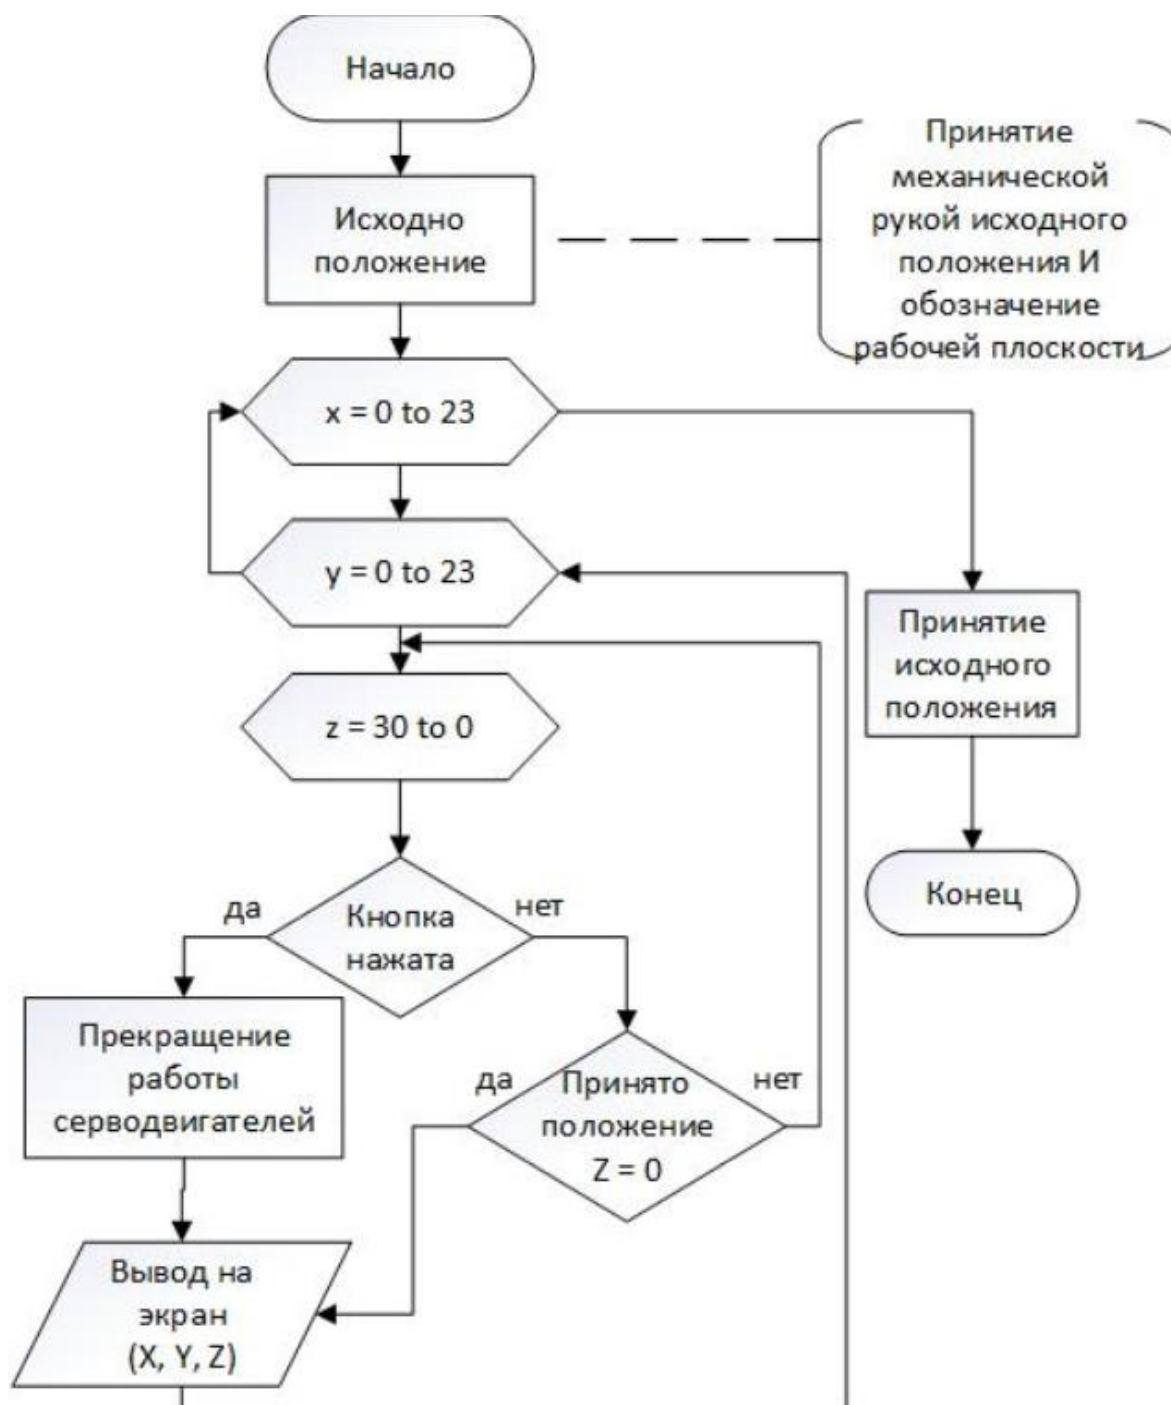 Начало
Исходно
положение
Принятие
механической
рукой исходного
положения И
обозначение
рабочей плоскости
x = 0 to 23
y = 0 to 23
Принятие
исходного
положения
z = 30 to 0
Конец
да
нет
Кнопка
нажата
Прекращение
работы
серводвигателей
да
нет
Принято
положение
Z = 0
Вывод на
экран
(X, Y, Z)